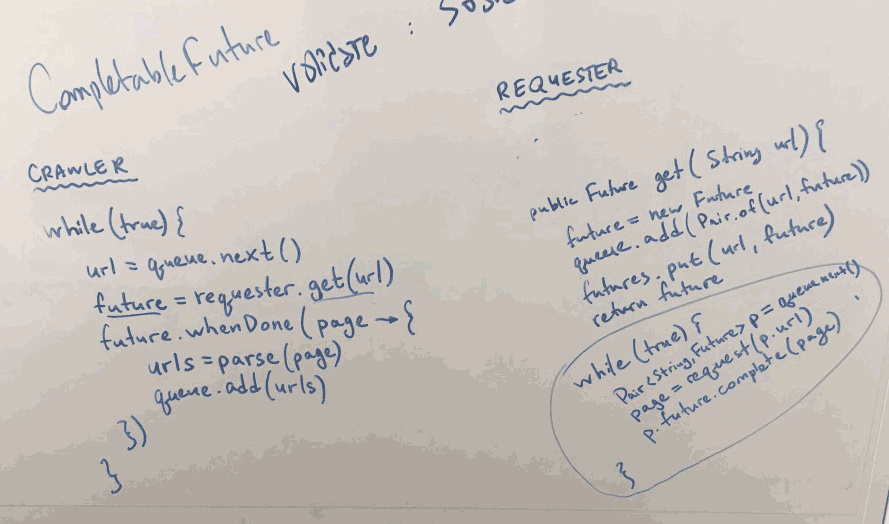 CompletableFuture
validate :
CRAWLER
while(true){
url = queue.next()
future = requester.get(url)
future.whenDone(page → {
urls = parse(page)
queue.add(urls)
})
}
REQUESTER
public Future get(String url){
future = new Future
queue.add(Pair.of(url, future))
futures.put(url, future)
return future
while(true){
Pair<String, Future> p = queue.next()
page = request(p.url)
p.future.complete(page)
}